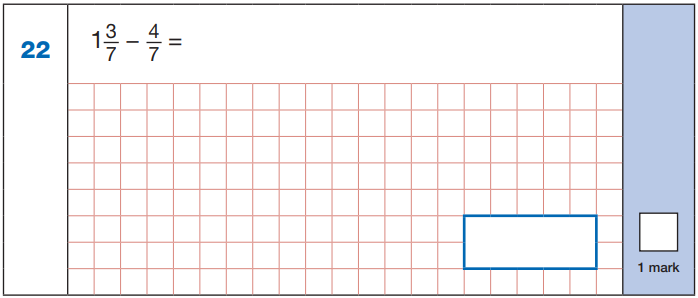 22
1 3/7 − 4/7 =
1 mark